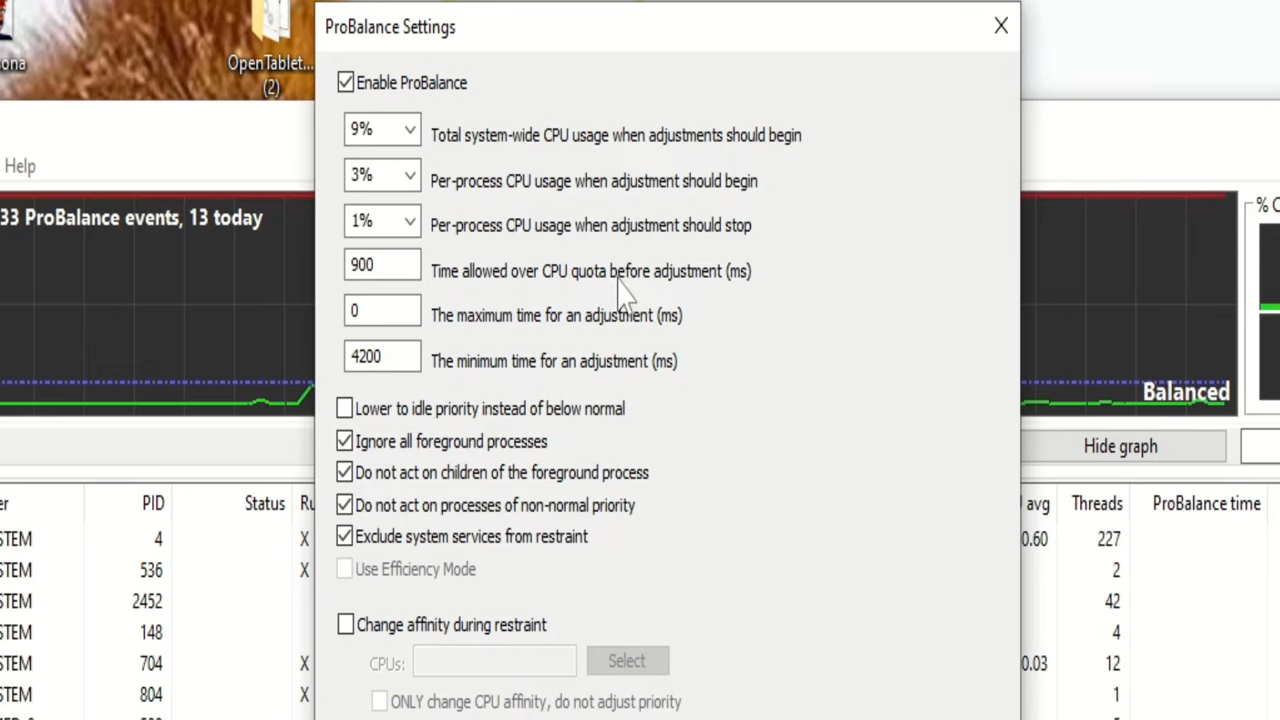 ProBalance Settings
X
ona
OpenTablet...
(2)
Enable ProBalance
9%
Total system-wide CPU usage when adjustments should begin
3%
Per-process CPU usage when adjustment should begin
1%
Per-process CPU usage when adjustment should stop
900
Time allowed over CPU quota before adjustment (ms)
0
The maximum time for an adjustment (ms)
4200
The minimum time for an adjustment (ms)
Lower to idle priority instead of below normal
Ignore all foreground processes
Do not act on children of the foreground process
Do not act on processes of non-normal priority
Exclude system services from restraint
Use Efficiency Mode
Change affinity during restraint
CPUs:
Select
ONLY change CPU affinity, do not adjust priority
Help
33 ProBalance events, 13 today
% C
Balanced
Hide graph
er PID Status Ru avg Threads ProBalance time
STEM 4 X 0.60 227
STEM 536 X 2
STEM 2452 42
STEM 148 4
STEM 704 X 0.03 12
STEM 804 X 1